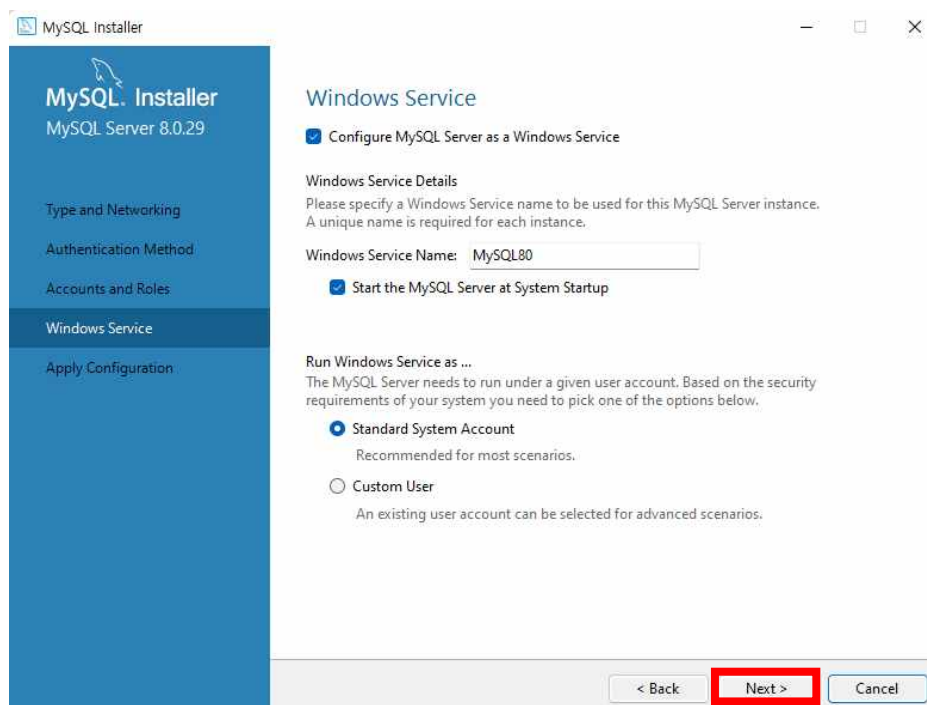 MySQL Installer
MySQL. Installer
MySQL Server 8.0.29
Type and Networking
Authentication Method
Accounts and Roles
Windows Service
Apply Configuration
Windows Service
Configure MySQL Server as a Windows Service
Windows Service Details
Please specify a Windows Service name to be used for this MySQL Server instance.
A unique name is required for each instance.
Windows Service Name: MySQL80
Start the MySQL Server at System Startup
Run Windows Service as ...
The MySQL Server needs to run under a given user account. Based on the security
requirements of your system you need to pick one of the options below.
Standard System Account
Recommended for most scenarios.
Custom User
An existing user account can be selected for advanced scenarios.
< Back Next > Cancel